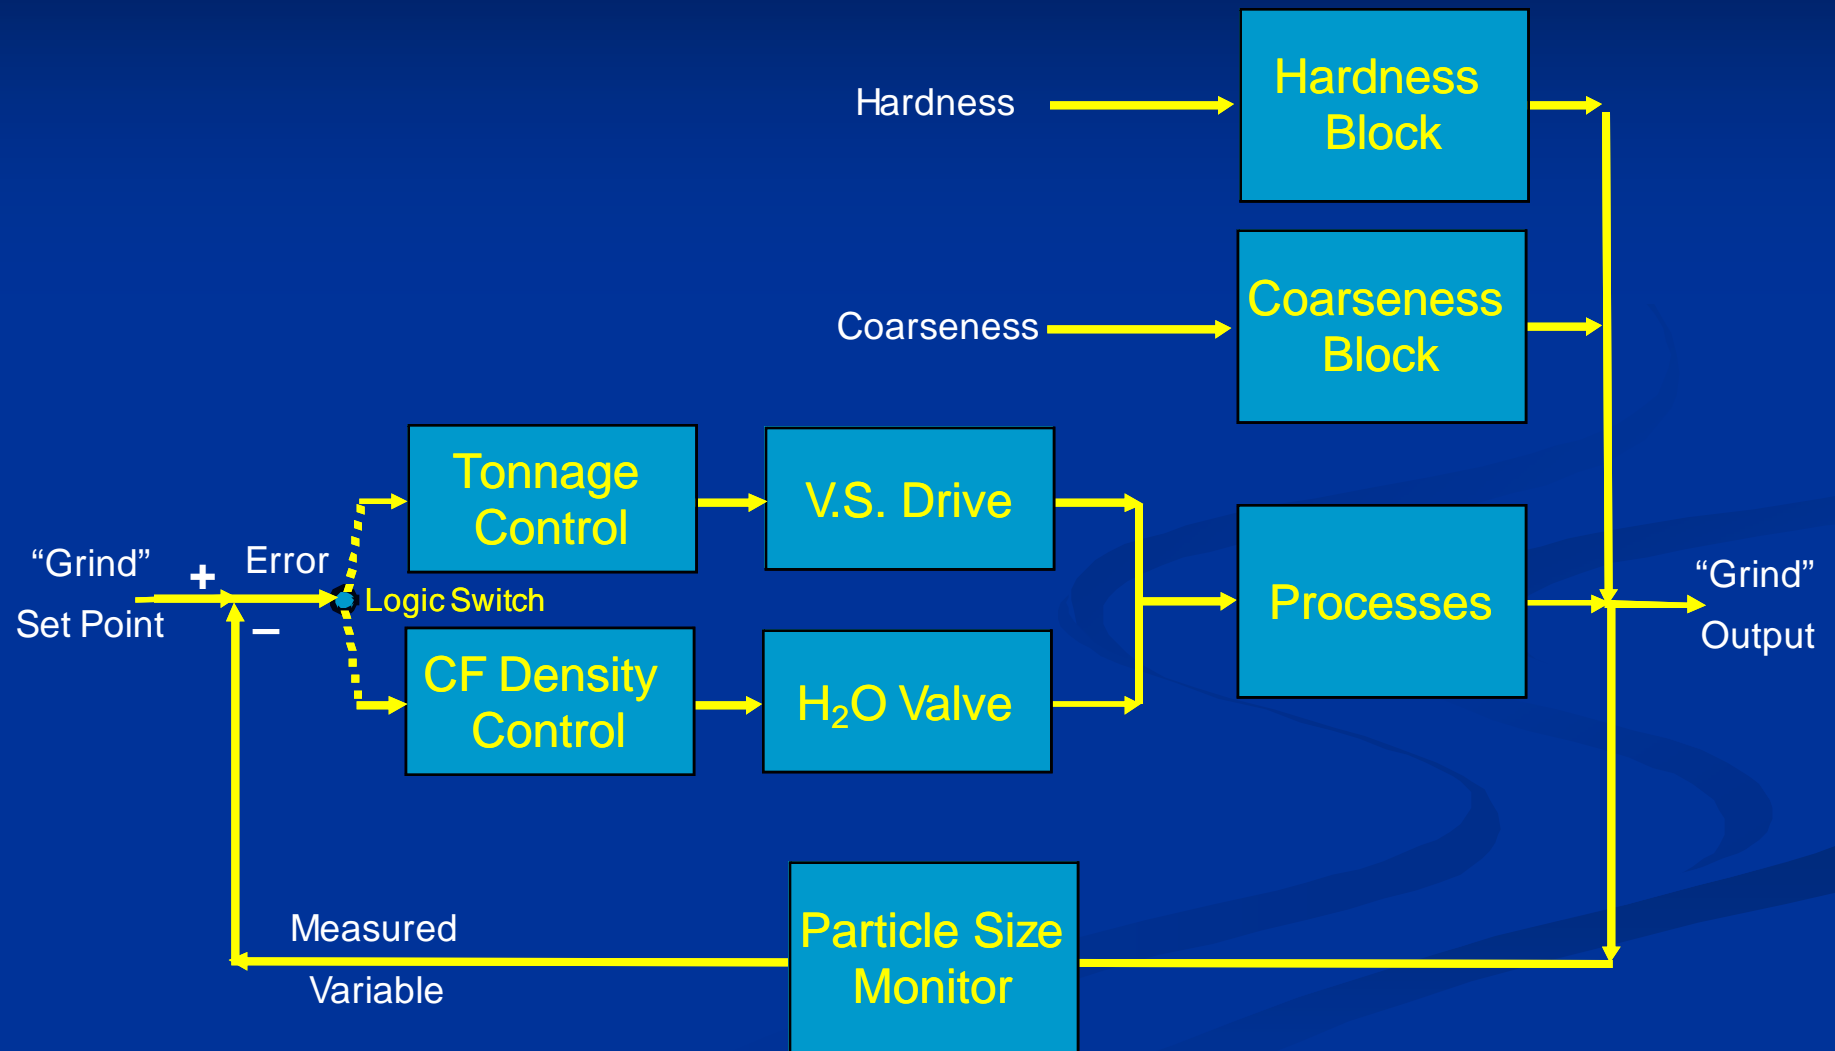 Hardness
Hardness
Block
Coarseness
Coarseness
Block
Tonnage
Control
V.S. Drive
“Grind”
Set Point
+
Error
–
Logic Switch
CF Density
Control
H₂O Valve
Processes
“Grind”
Output
Measured
Variable
Particle Size
Monitor